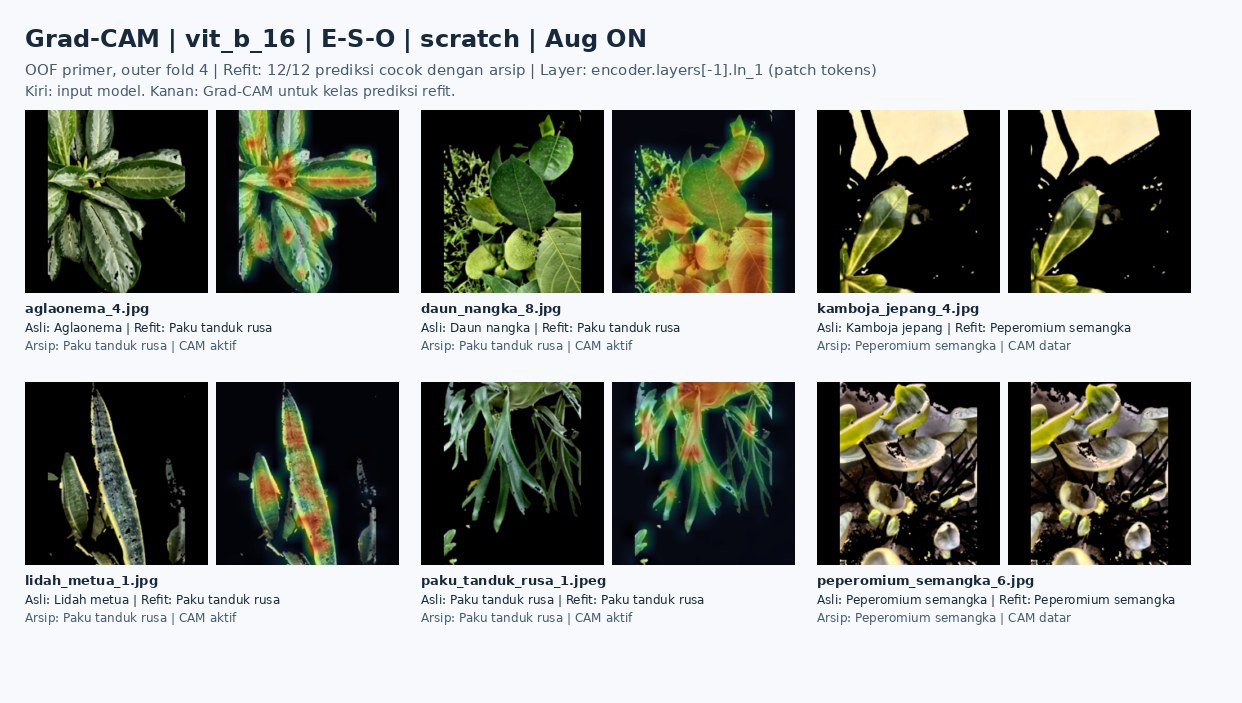 Grad-CAM | vit_b_16 | E-S-O | scratch | Aug ON
OOF primer, outer fold 4 | Refit: 12/12 prediksi cocok dengan arsip | Layer: encoder.layers[-1].ln_1 (patch tokens)
Kiri: input model. Kanan: Grad-CAM untuk kelas prediksi refit.
aglaonema_4.jpg
Asli: Aglaonema | Refit: Paku tanduk rusa
Arsip: Paku tanduk rusa | CAM aktif
daun_nangka_8.jpg
Asli: Daun nangka | Refit: Paku tanduk rusa
Arsip: Paku tanduk rusa | CAM aktif
kamboja_jepang_4.jpg
Asli: Kamboja jepang | Refit: Peperomium semangka
Arsip: Peperomium semangka | CAM datar
lidah_metua_1.jpg
Asli: Lidah metua | Refit: Paku tanduk rusa
Arsip: Paku tanduk rusa | CAM aktif
paku_tanduk_rusa_1.jpeg
Asli: Paku tanduk rusa | Refit: Paku tanduk rusa
Arsip: Paku tanduk rusa | CAM aktif
peperomium_semangka_6.jpg
Asli: Peperomium semangka | Refit: Peperomium semangka
Arsip: Peperomium semangka | CAM datar